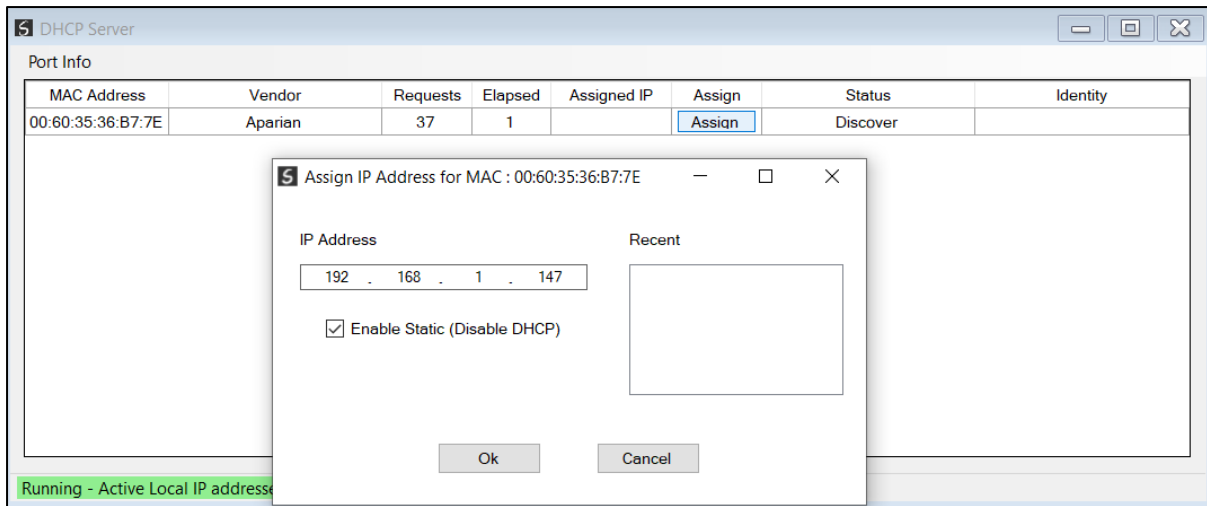 DHCP Server
Port Info
MAC Address Vendor Requests Elapsed Assigned IP Assign Status Identity
00:60:35:36:B7:7E Aparian 37 1 Assign Discover
Assign IP Address for MAC : 00:60:35:36:B7:7E
IP Address Recent
192 . 168 . 1 . 147
Enable Static (Disable DHCP)
Ok Cancel
Running - Active Local IP addresse